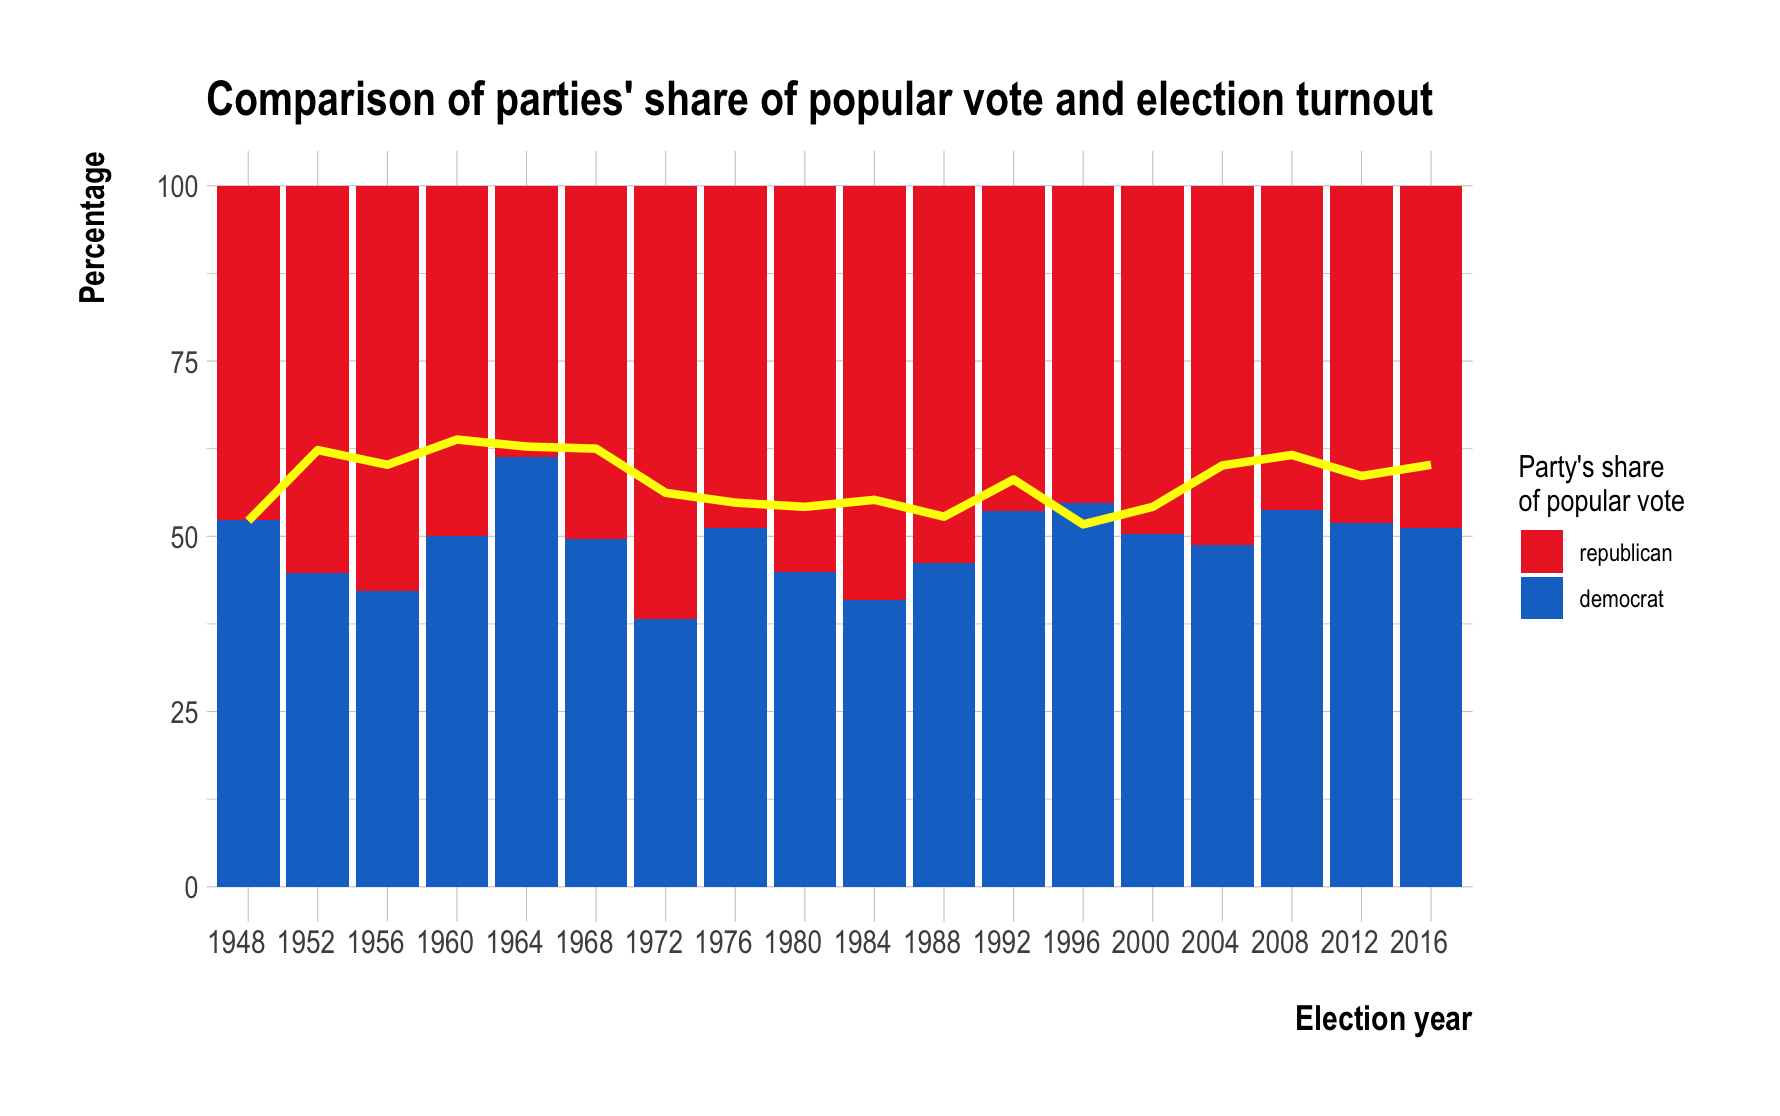 Comparison of parties' share of popular vote and election turnout
Percentage
100
75
50
25
0
1948 1952 1956 1960 1964 1968 1972 1976 1980 1984 1988 1992 1996 2000 2004 2008 2012 2016
Election year
Party's share
of popular vote
republican
democrat